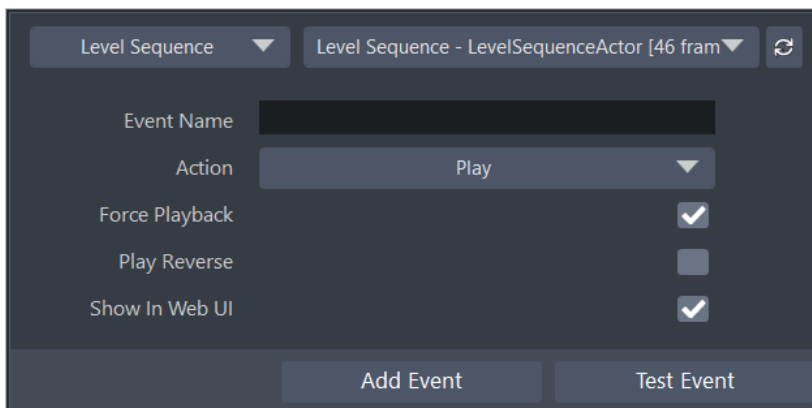 Level Sequence
Level Sequence - LevelSequenceActor [46 fram
Event Name
Action
Play
Force Playback
Play Reverse
Show In Web UI
Add Event
Test Event